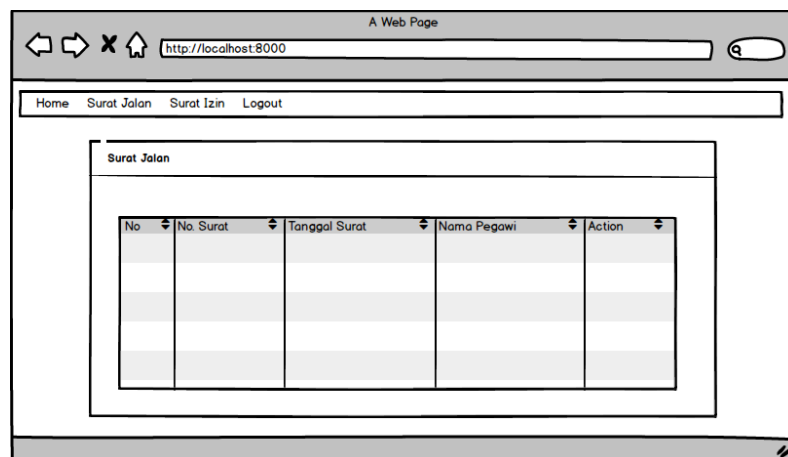 A Web Page
http://localhost:8000
Home Surat Jalan Surat Izin Logout
Surat Jalan
No No. Surat Tanggal Surat Nama Pegawi Action